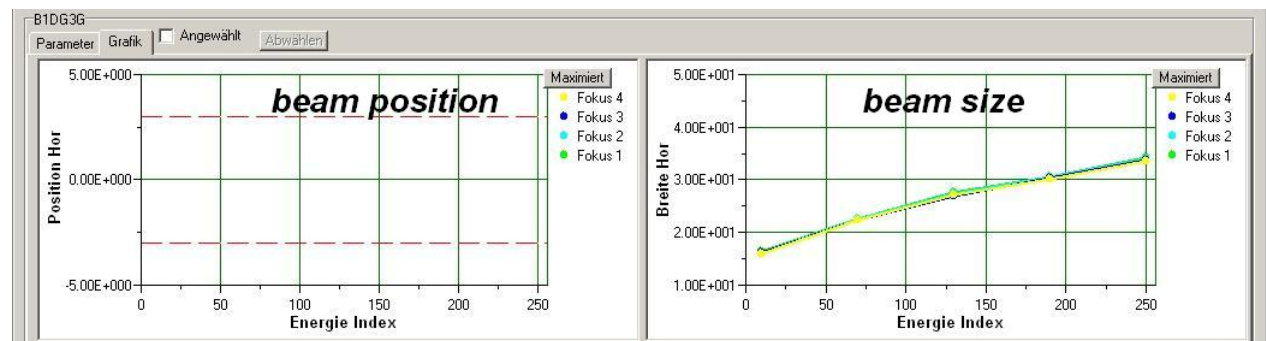 B1DG3G
Parameter Grafik Angewählt Abwählen
beam position
Maximiert
Fokus 4
Fokus 3
Fokus 2
Fokus 1
Position Hor
5.00E+000
0.00E+000
-5.00E+000
0 50 100 150 200 250
Energie Index
beam size
Maximiert
Fokus 4
Fokus 3
Fokus 2
Fokus 1
Breite Hor
5.00E+001
4.00E+001
3.00E+001
2.00E+001
1.00E+001
0 50 100 150 200 250
Energie Index